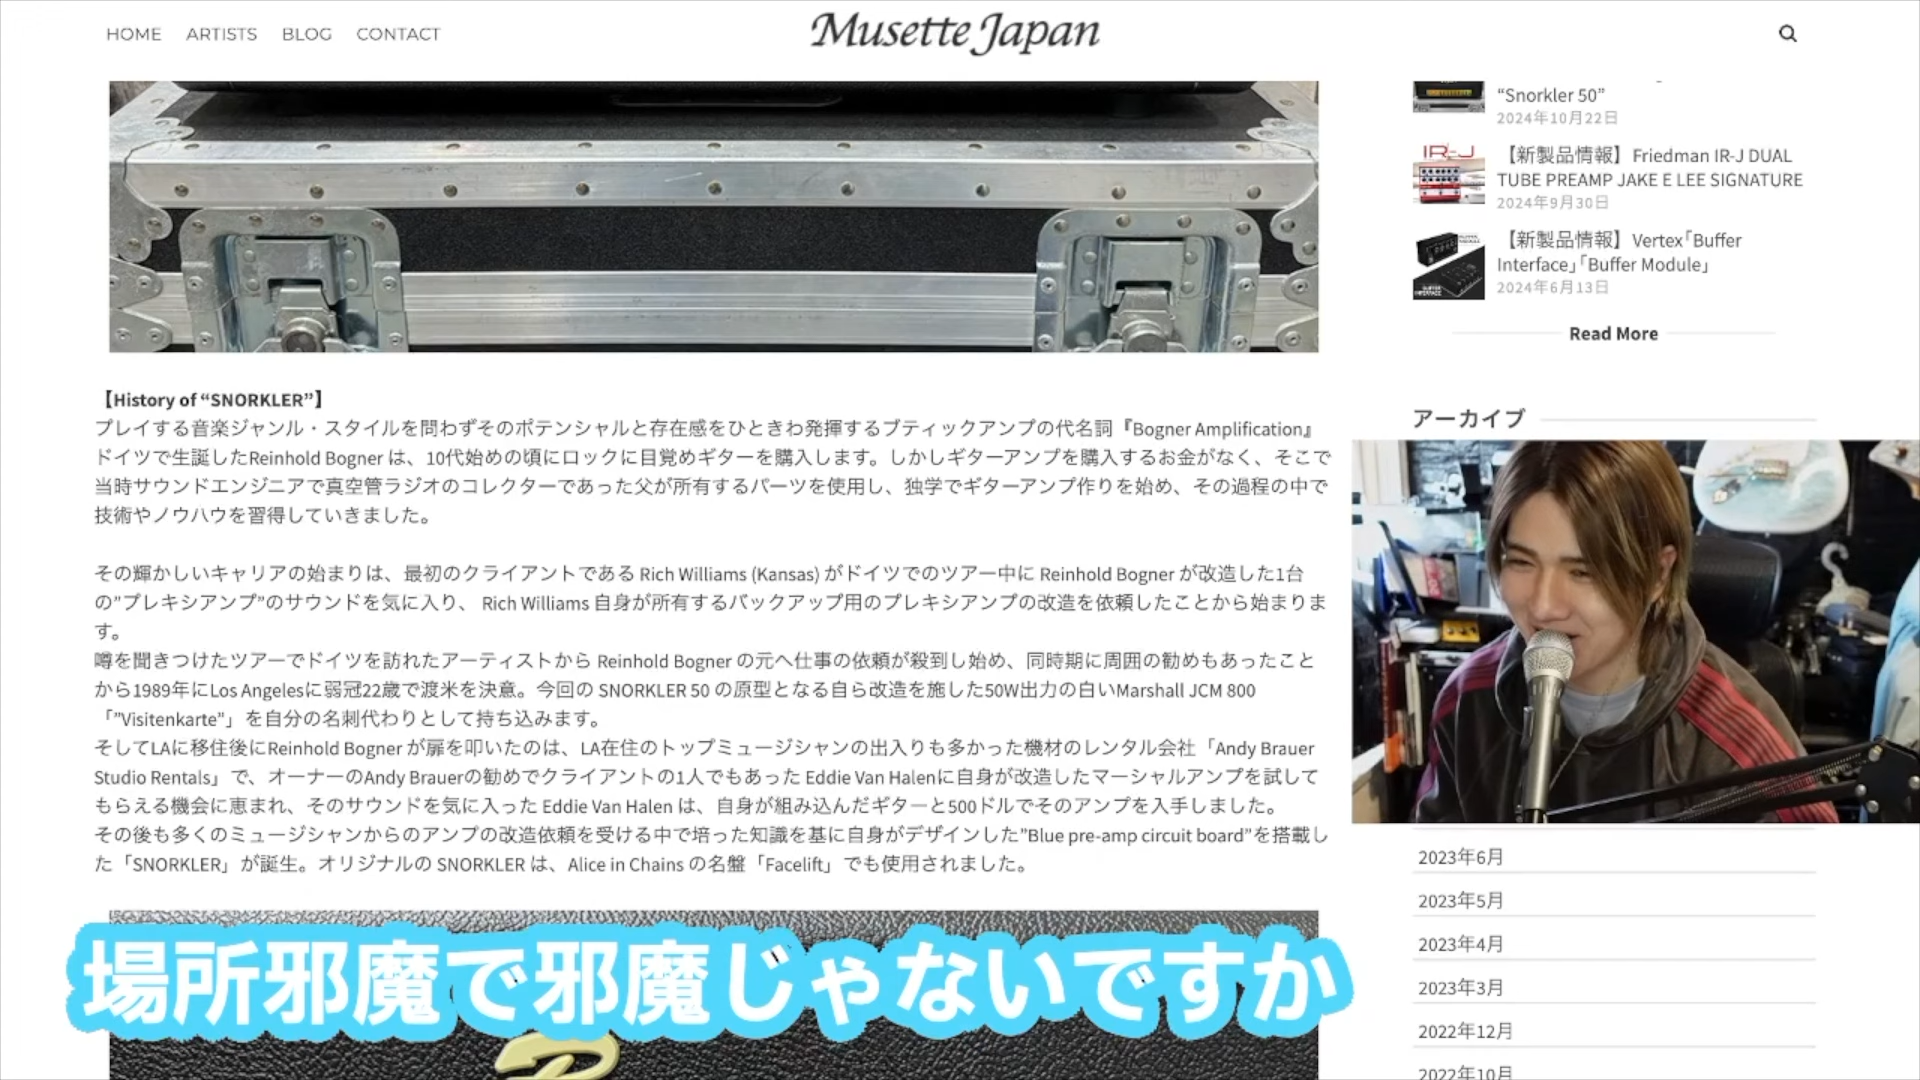 HOME ARTISTS BLOG CONTACT
Musette Japan
“Snorkler 50”
2024年10月22日
【新製品情報】Friedman IR-J DUAL
TUBE PREAMP JAKE E LEE SIGNATURE
2024年9月30日
【新製品情報】Vertex「Buffer
Interface」「Buffer Module」
2024年6月13日
Read More
【History of “SNORKLER”】
プレイする音楽ジャンル・スタイルを問わずそのポテンシャルと存在感をひときわ発揮するブティックアンプの代名詞『Bogner Amplification』
ドイツで生誕したReinhold Bogner は、10代始めの頃にロックに目覚めギターを購入します。しかしギターアンプを購入するお金がなく、そこで
当時サウンドエンジニアで真空管ラジオのコレクターであった父が所有するパーツを使用し、独学でギターアンプ作りを始め、その過程の中で
技術やノウハウを習得していきました。
その輝かしいキャリアの始まりは、最初のクライアントである Rich Williams (Kansas) がドイツでのツアー中に Reinhold Bogner が改造した1台
の”プレキシアンプ”のサウンドを気に入り、 Rich Williams 自身が所有するバックアップ用のプレキシアンプの改造を依頼したことから始まりま
す。
噂を聞きつけたツアーでドイツを訪れたアーティストから Reinhold Bogner の元へ仕事の依頼が殺到し始め、同時期に周囲の勧めもあったこと
から1989年にLos Angelesに弱冠22歳で渡米を決意。今回の SNORKLER 50 の原型となる自ら改造を施した50W出力の白いMarshall JCM 800
「”Visitenkarte”」を自分の名刺代わりとして持ち込みます。
そしてLAに移住後にReinhold Bogner が扉を叩いたのは、LA在住のトップミュージシャンの出入りも多かった機材のレンタル会社「Andy Brauer
Studio Rentals」で、オーナーのAndy Brauerの勧めでクライアントの1人でもあった Eddie Van Halenに自身が改造したマーシャルアンプを試して
もらえる機会に恵まれ、そのサウンドを気に入った Eddie Van Halen は、自身が組み込んだギターと500ドルでそのアンプを入手しました。
その後も多くのミュージシャンからのアンプの改造依頼を受ける中で培った知識を基に自身がデザインした”Blue pre-amp circuit board”を搭載し
た「SNORKLER」が誕生。オリジナルの SNORKLER は、Alice in Chains の名盤「Facelift」でも使用されました。
アーカイブ
2023年6月
2023年5月
2023年4月
2023年3月
2022年12月
2022年10月
場所邪魔で邪魔じゃないですか